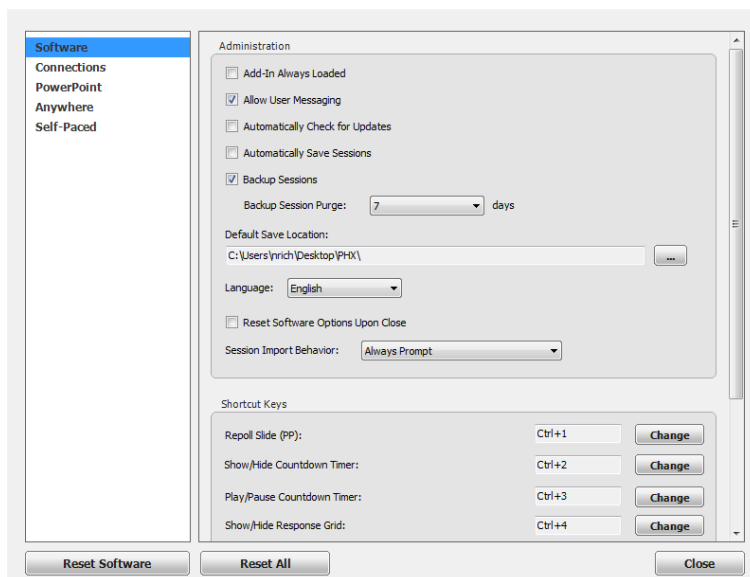 Software
Connections
PowerPoint
Anywhere
Self-Paced
Administration
Add-In Always Loaded
Allow User Messaging
Automatically Check for Updates
Automatically Save Sessions
Backup Sessions
Backup Session Purge: 7 days
Default Save Location:
C:\Users\nrich\Desktop\PHX\ ...
Language: English
Reset Software Options Upon Close
Session Import Behavior: Always Prompt
Shortcut Keys
Repoll Slide (PP): Ctrl+1 Change
Show/Hide Countdown Timer: Ctrl+2 Change
Play/Pause Countdown Timer: Ctrl+3 Change
Show/Hide Response Grid: Ctrl+4 Change
Reset Software Reset All Close